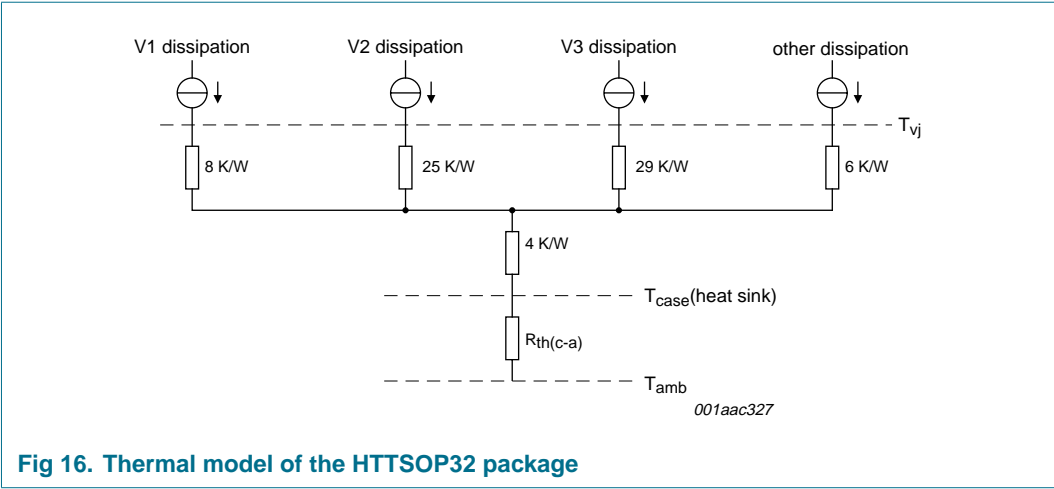 V1 dissipation V2 dissipation V3 dissipation other dissipation
Tvj
8 K/W 25 K/W 29 K/W 6 K/W
4 K/W
Tcase(heat sink)
Rth(c-a)
Tamb
001aac327
Fig 16. Thermal model of the HTTSOP32 package